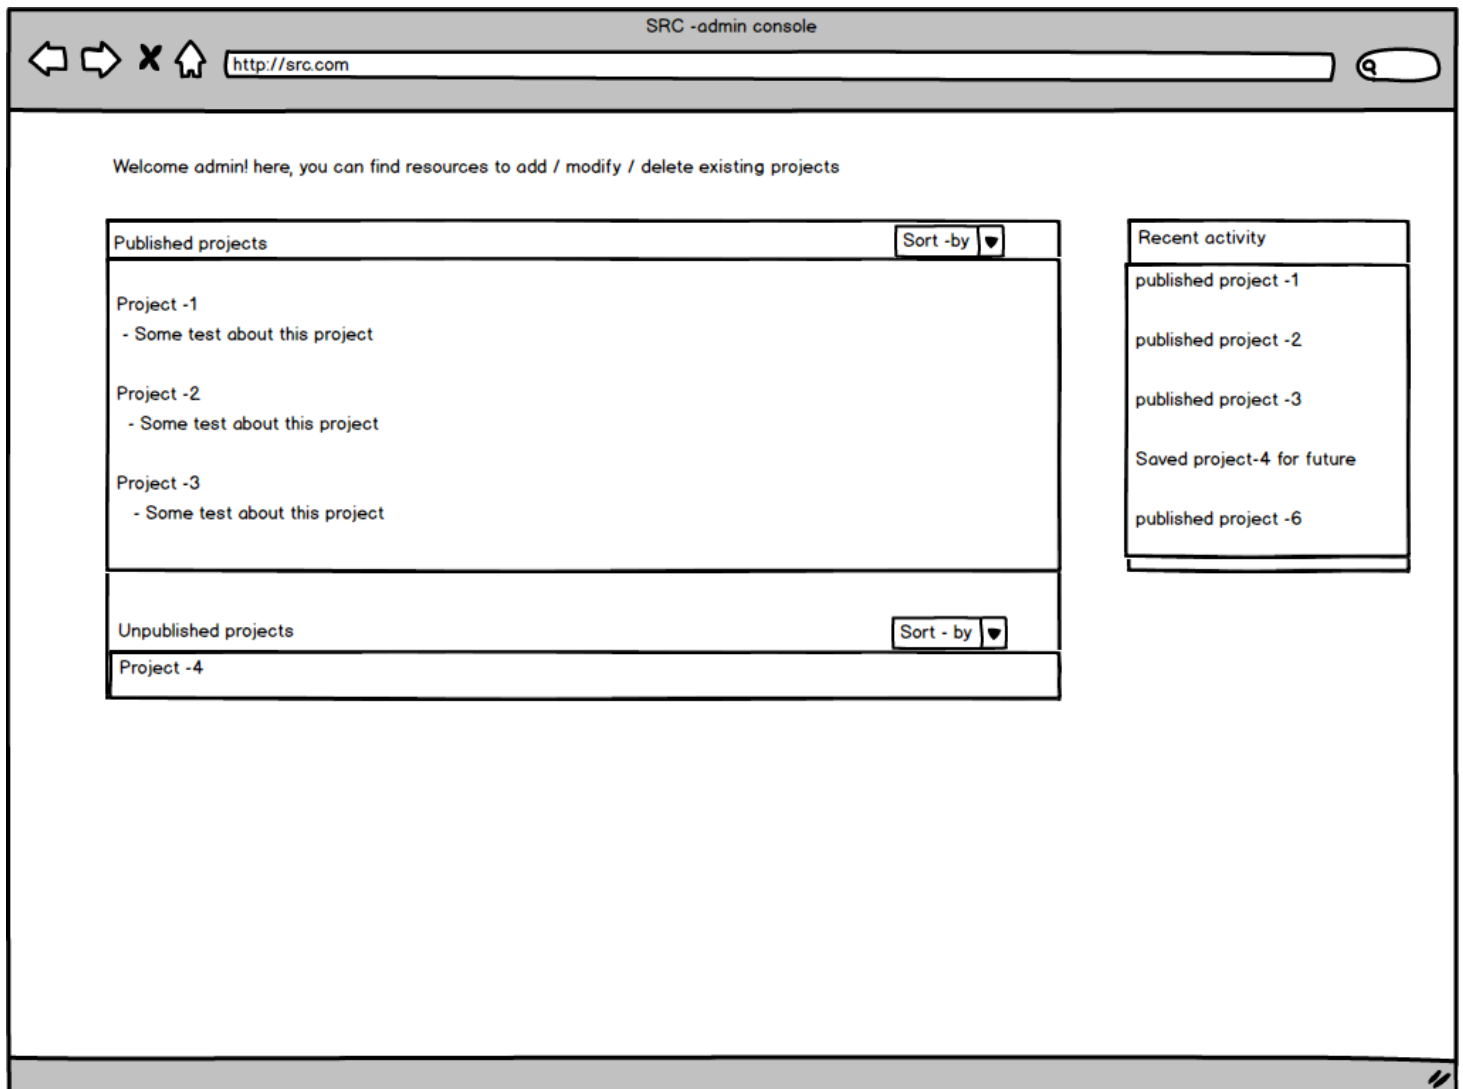 SRC -admin console
http://src.com
Welcome admin! here, you can find resources to add / modify / delete existing projects
Published projects
Sort -by
Project -1
- Some test about this project
Project -2
- Some test about this project
Project -3
- Some test about this project
Unpublished projects
Sort - by
Project -4
Recent activity
published project -1
published project -2
published project -3
Saved project-4 for future
published project -6